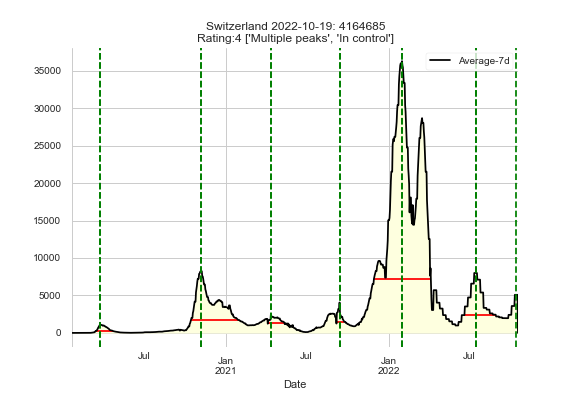 Switzerland 2022-10-19: 4164685
Rating:4 ['Multiple peaks', 'In control']
Average-7d
35000
30000
25000
20000
15000
10000
5000
0
Jul
Jan
2021
Jul
Jan
2022
Jul
Date